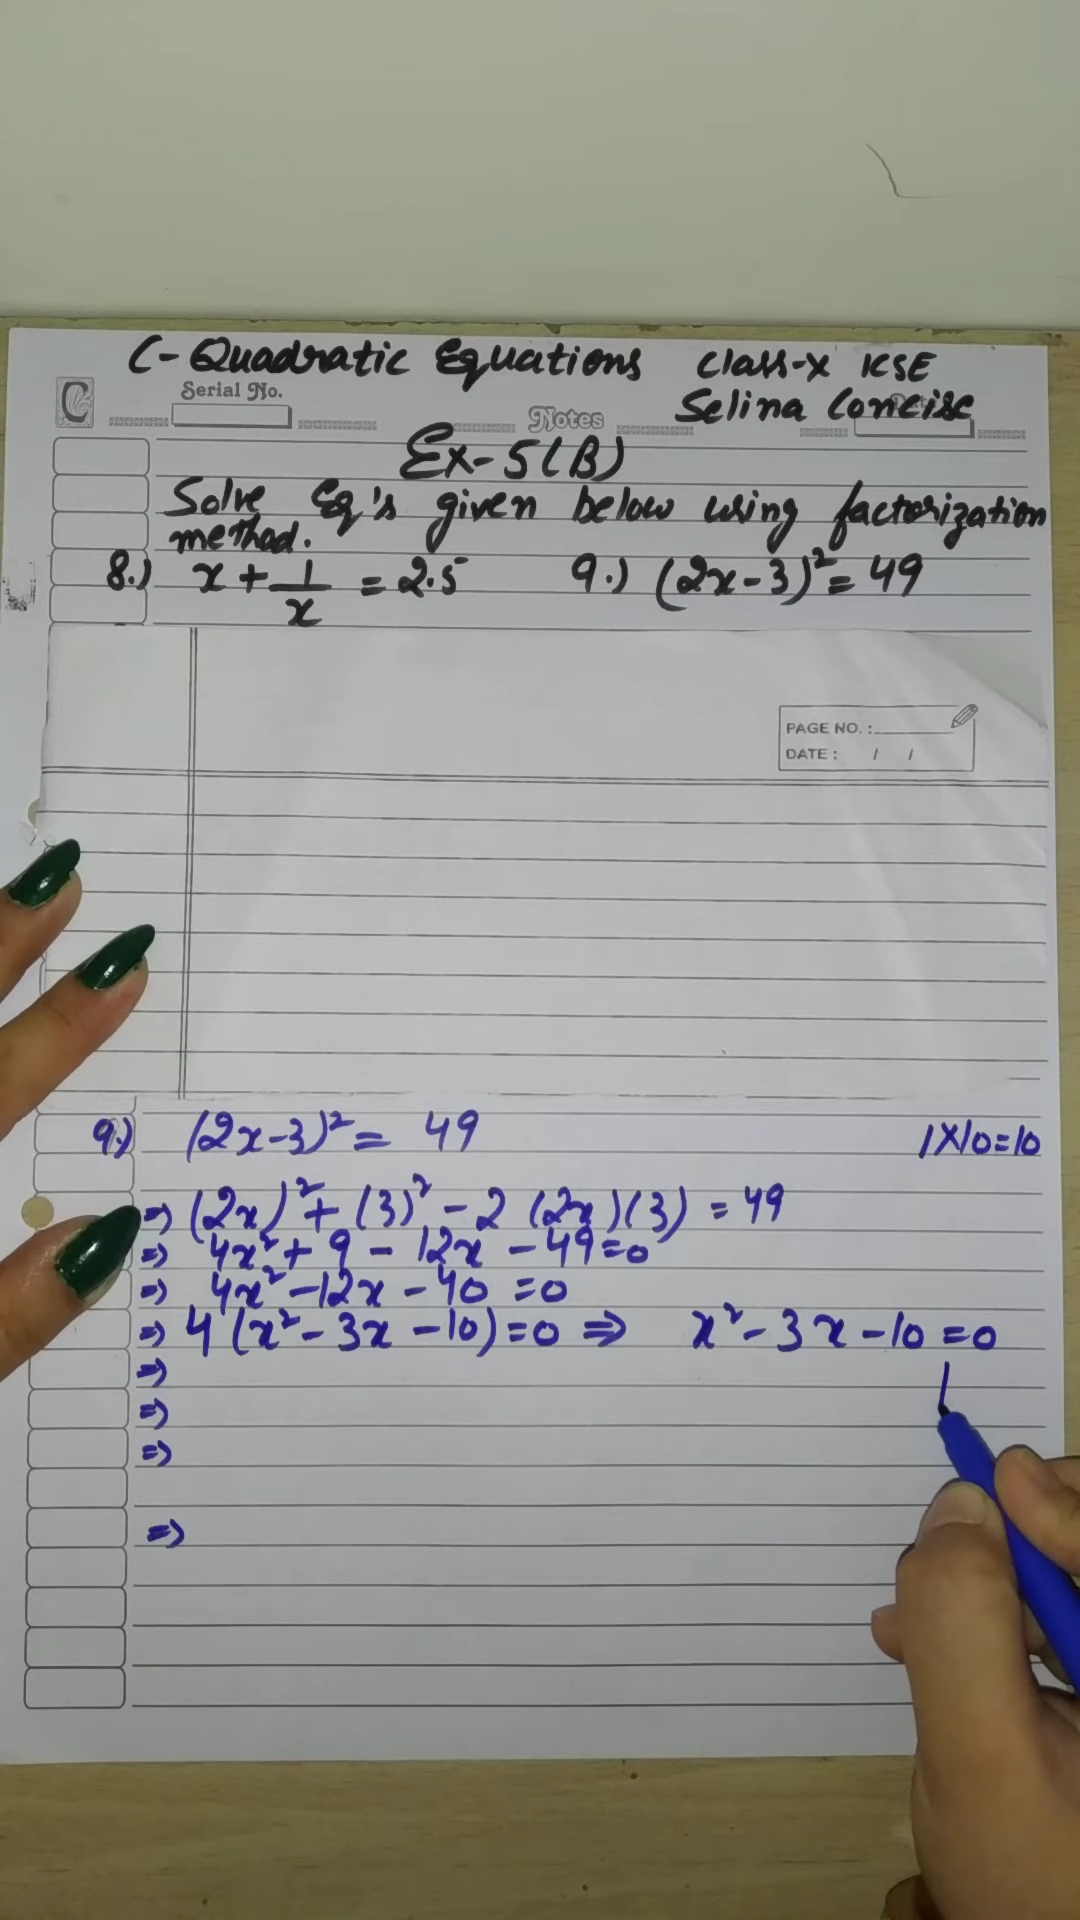 C- Quadratic Equations Class-X ICSE
C Serial No.
Notes Selina Concise
Ex-5(B)
Solve Eq's given below using factorization
method.
8.) x + 1/x = 2.5 9.) (2x-3)² = 49
PAGE NO. :
DATE : / /
9.) (2x-3)² = 49 1X10=10
=> (2x)² + (3)² - 2 (2x)(3) = 49
=> 4x² + 9 - 12x - 49=0
=> 4x² -12x - 40 =0
=> 4(x² - 3x -10)=0 => x² - 3x -10 =0
=>
=>
=>
=>